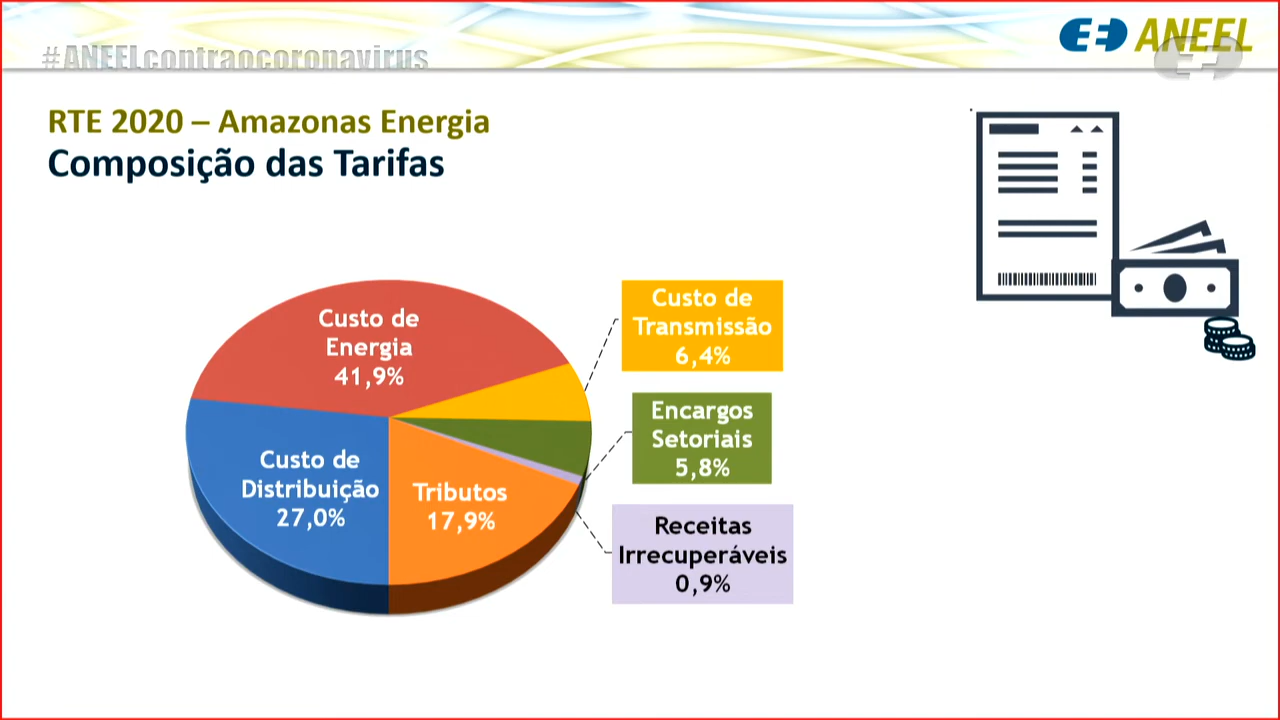 #ANEELcontraocoronavirus
ANEEL
RTE 2020 – Amazonas Energia
Composição das Tarifas
Custo de
Energia
41,9%
Custo de
Transmissão
6,4%
Encargos
Setoriais
5,8%
Custo de
Distribuição
27,0%
Tributos
17,9%
Receitas
Irrecuperáveis
0,9%